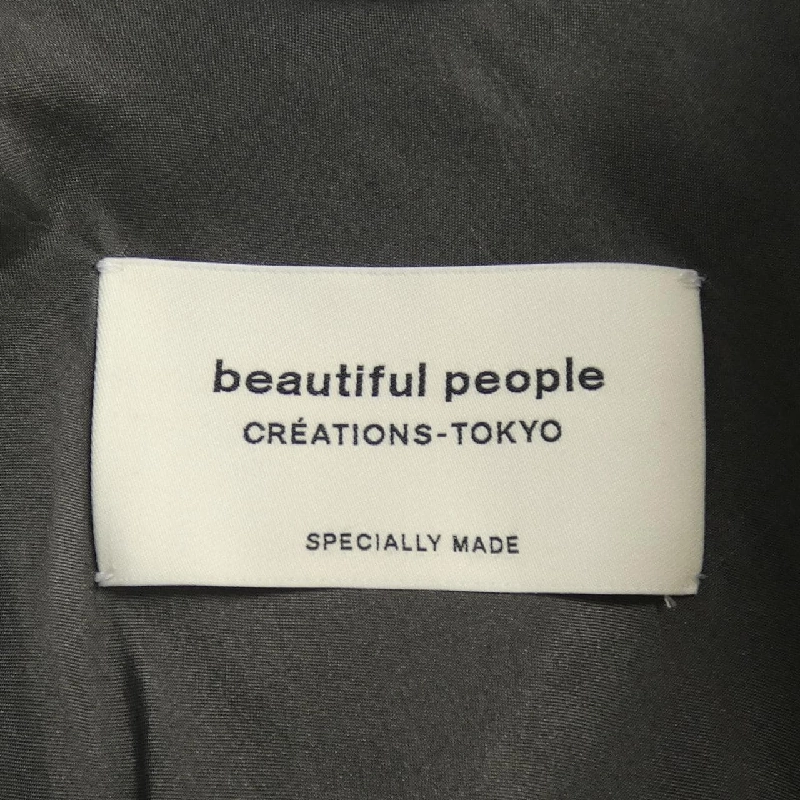 beautiful people
CRÉATIONS-TOKYO
SPECIALLY MADE